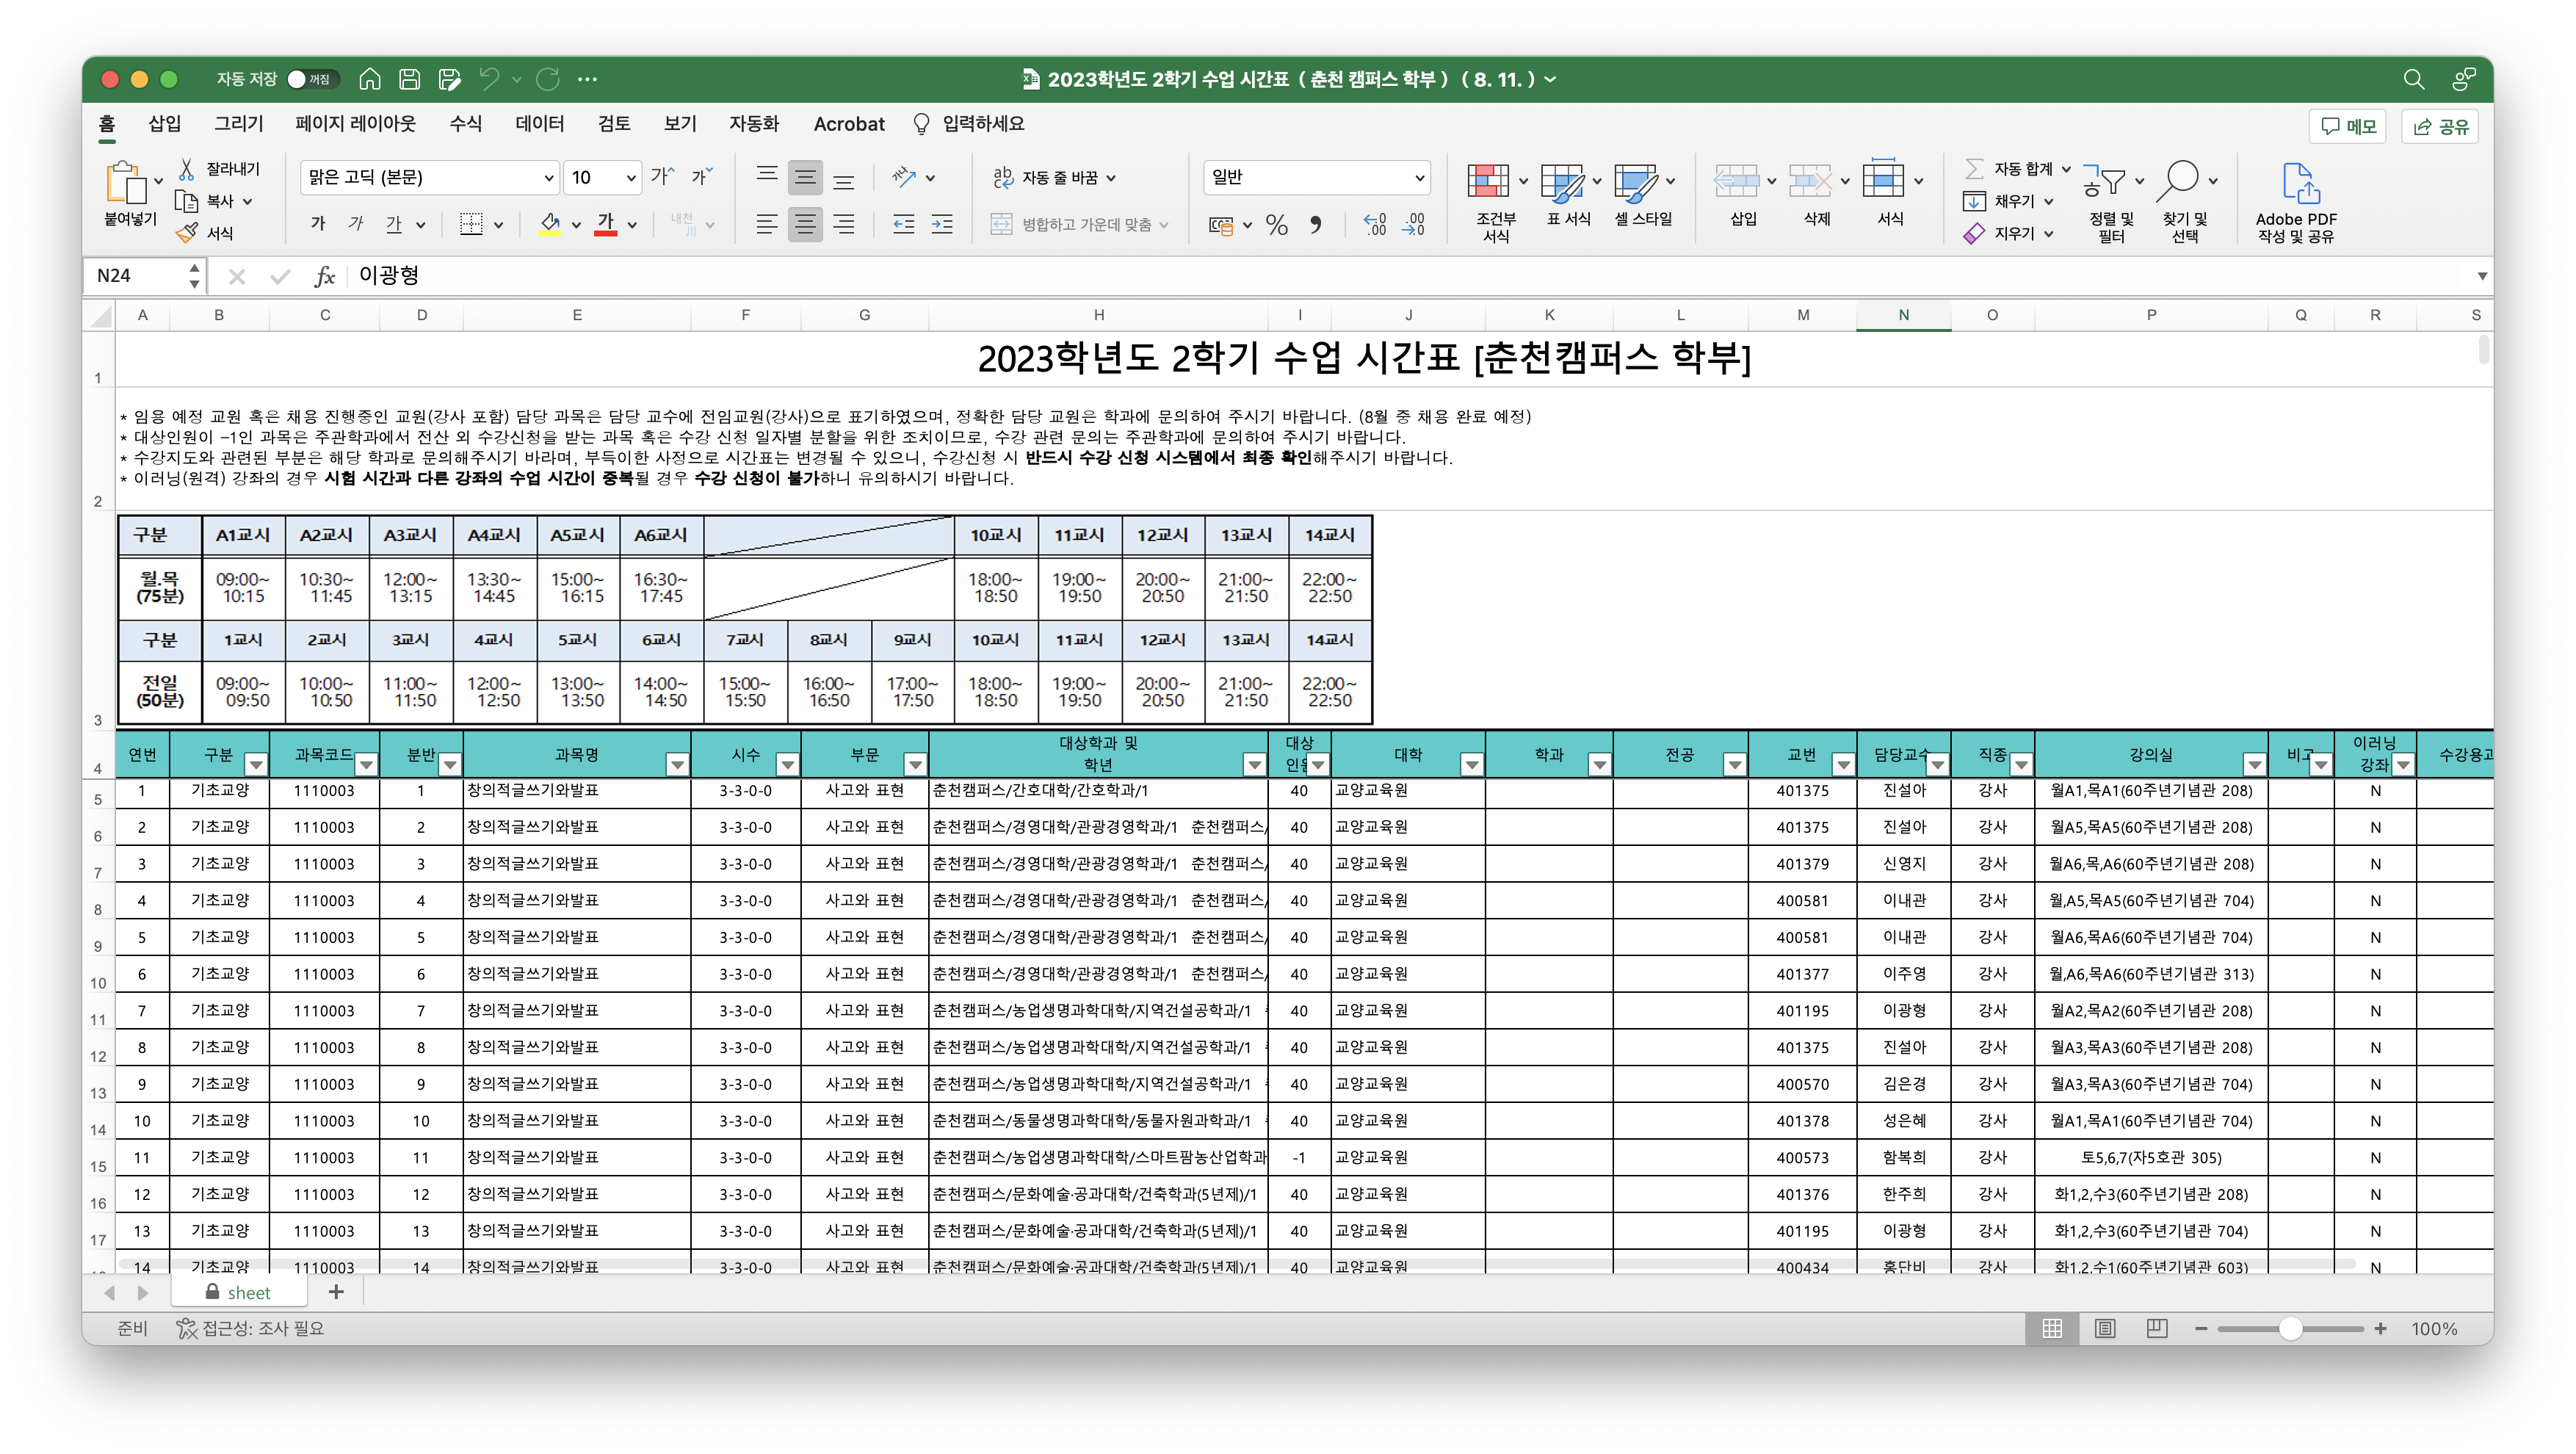 자동 저장 꺼짐 2023학년도 2학기 수업 시간표 ( 춘천 캠퍼스 학부 ) ( 8. 11. )
홈 삽입 그리기 페이지 레이아웃 수식 데이터 검토 보기 자동화 Acrobat 입력하세요 메모 공유
붙여넣기 잘라내기 복사 서식 맑은 고딕 (본문) 10 가 가 가 가 가 가 내천 川 자동 줄 바꿈 병합하고 가운데 맞춤 일반 % 조건부 서식 표 서식 셀 스타일 삽입 삭제 서식 자동 합계 채우기 지우기 정렬 및 필터 찾기 및 선택 Adobe PDF 작성 및 공유
N24 fx 이광형
A B C D E F G H I J K L M N O P Q R S
1 2023학년도 2학기 수업 시간표 [춘천캠퍼스 학부]
* 임용 예정 교원 혹은 채용 진행중인 교원(강사 포함) 담당 과목은 담당 교수에 전임교원(강사)으로 표기하였으며, 정확한 담당 교원은 학과에 문의하여 주시기 바랍니다. (8월 중 채용 완료 예정)
* 대상인원이 -1인 과목은 주관학과에서 전산 외 수강신청을 받는 과목 혹은 수강 신청 일자별 분할을 위한 조치이므로, 수강 관련 문의는 주관학과에 문의하여 주시기 바랍니다.
* 수강지도와 관련된 부분은 해당 학과로 문의해주시기 바라며, 부득이한 사정으로 시간표는 변경될 수 있으니, 수강신청 시 반드시 수강 신청 시스템에서 최종 확인해주시기 바랍니다.
* 이러닝(원격) 강좌의 경우 시험 시간과 다른 강좌의 수업 시간이 중복될 경우 수강 신청이 불가하니 유의하시기 바랍니다.
2
구분 A1교시 A2교시 A3교시 A4교시 A5교시 A6교시 10교시 11교시 12교시 13교시 14교시
월.목 (75분) 09:00~10:15 10:30~11:45 12:00~13:15 13:30~14:45 15:00~16:15 16:30~17:45 18:00~18:50 19:00~19:50 20:00~20:50 21:00~21:50 22:00~22:50
구분 1교시 2교시 3교시 4교시 5교시 6교시 7교시 8교시 9교시 10교시 11교시 12교시 13교시 14교시
전일 (50분) 09:00~09:50 10:00~10:50 11:00~11:50 12:00~12:50 13:00~13:50 14:00~14:50 15:00~15:50 16:00~16:50 17:00~17:50 18:00~18:50 19:00~19:50 20:00~20:50 21:00~21:50 22:00~22:50
3
4 연번 구분 과목코드 분반 과목명 시수 부문 대상학과 및 학년 대상 인원 대학 학과 전공 교번 담당교수 직종 강의실 비고 이러닝 강좌 수강용고
5 1 기초교양 1110003 1 창의적글쓰기와발표 3-3-0-0 사고와 표현 춘천캠퍼스/간호대학/간호학과/1 40 교양교육원 401375 진설아 강사 월A1,목A1(60주년기념관 208) N
6 2 기초교양 1110003 2 창의적글쓰기와발표 3-3-0-0 사고와 표현 춘천캠퍼스/경영대학/관광경영학과/1 춘천캠퍼스/ 40 교양교육원 401375 진설아 강사 월A5,목A5(60주년기념관 208) N
7 3 기초교양 1110003 3 창의적글쓰기와발표 3-3-0-0 사고와 표현 춘천캠퍼스/경영대학/관광경영학과/1 춘천캠퍼스/ 40 교양교육원 401379 신영지 강사 월A6,목,A6(60주년기념관 208) N
8 4 기초교양 1110003 4 창의적글쓰기와발표 3-3-0-0 사고와 표현 춘천캠퍼스/경영대학/관광경영학과/1 춘천캠퍼스/ 40 교양교육원 400581 이내관 강사 월,A5,목A5(60주년기념관 704) N
9 5 기초교양 1110003 5 창의적글쓰기와발표 3-3-0-0 사고와 표현 춘천캠퍼스/경영대학/관광경영학과/1 춘천캠퍼스/ 40 교양교육원 400581 이내관 강사 월A6,목A6(60주년기념관 704) N
10 6 기초교양 1110003 6 창의적글쓰기와발표 3-3-0-0 사고와 표현 춘천캠퍼스/경영대학/관광경영학과/1 춘천캠퍼스/ 40 교양교육원 401377 이주영 강사 월,A6,목A6(60주년기념관 313) N
11 7 기초교양 1110003 7 창의적글쓰기와발표 3-3-0-0 사고와 표현 춘천캠퍼스/농업생명과학대학/지역건설공학과/1 40 교양교육원 401195 이광형 강사 월A2,목A2(60주년기념관 208) N
12 8 기초교양 1110003 8 창의적글쓰기와발표 3-3-0-0 사고와 표현 춘천캠퍼스/농업생명과학대학/지역건설공학과/1 40 교양교육원 401375 진설아 강사 월A3,목A3(60주년기념관 208) N
13 9 기초교양 1110003 9 창의적글쓰기와발표 3-3-0-0 사고와 표현 춘천캠퍼스/농업생명과학대학/지역건설공학과/1 40 교양교육원 400570 김은경 강사 월A3,목A3(60주년기념관 704) N
14 10 기초교양 1110003 10 창의적글쓰기와발표 3-3-0-0 사고와 표현 춘천캠퍼스/동물생명과학대학/동물자원과학과/1 40 교양교육원 401378 성은혜 강사 월A1,목A1(60주년기념관 704) N
15 11 기초교양 1110003 11 창의적글쓰기와발표 3-3-0-0 사고와 표현 춘천캠퍼스/농업생명과학대학/스마트팜농산업학과 -1 교양교육원 400573 함복희 강사 토5,6,7(자5호관 305) N
16 12 기초교양 1110003 12 창의적글쓰기와발표 3-3-0-0 사고와 표현 춘천캠퍼스/문화예술·공과대학/건축학과(5년제)/1 40 교양교육원 401376 한주희 강사 화1,2,수3(60주년기념관 208) N
17 13 기초교양 1110003 13 창의적글쓰기와발표 3-3-0-0 사고와 표현 춘천캠퍼스/문화예술·공과대학/건축학과(5년제)/1 40 교양교육원 401195 이광형 강사 화1,2,수3(60주년기념관 704) N
14 기초교양 1110003 14 창의적글쓰기와발표 3-3-0-0 사고와 표현 춘천캠퍼스/문화예술·공과대학/건축학과(5년제)/1 40 교양교육원 400434 홍단비 강사 화1,2,수1(60주년기념관 603) N
sheet
준비 접근성: 조사 필요 100%